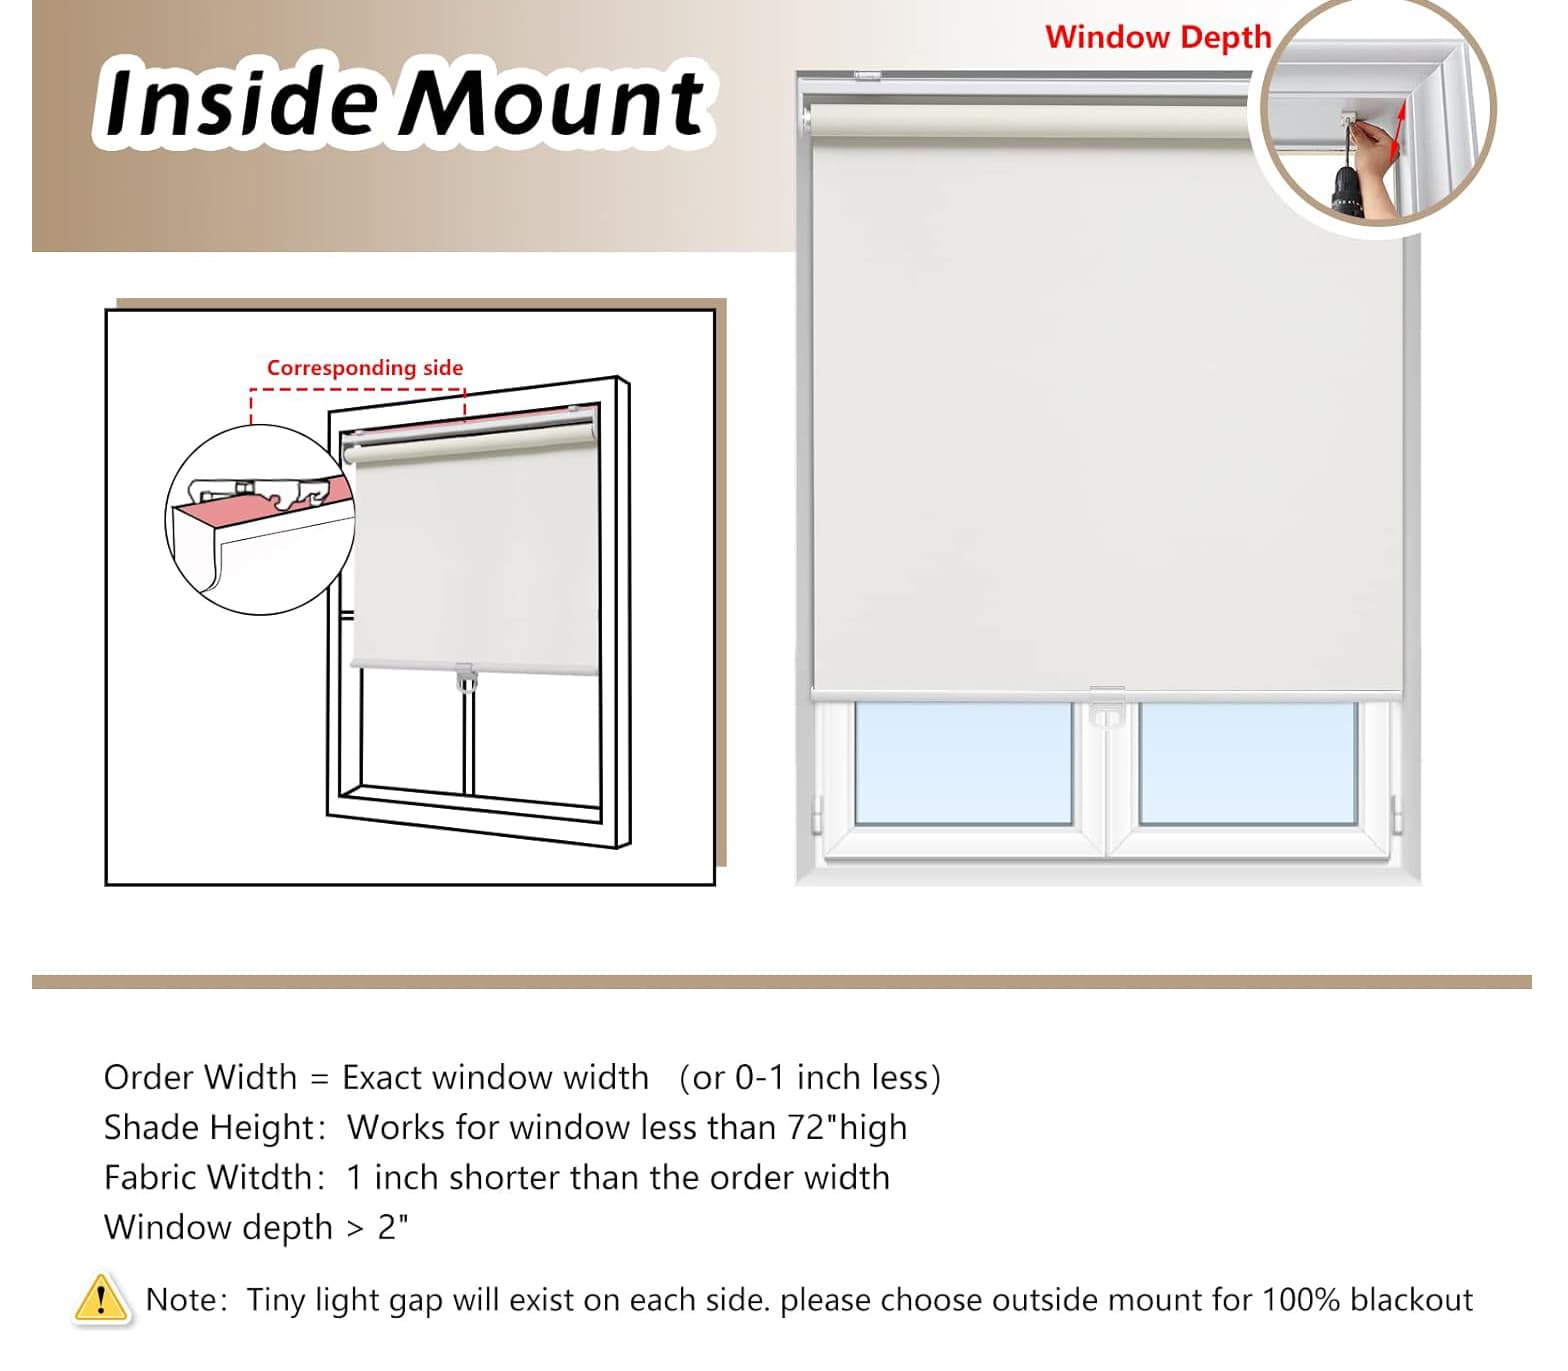 Window Depth
Inside Mount
Corresponding side
Order Width = Exact window width (or 0-1 inch less)
Shade Height: Works for window less than 72"high
Fabric Witdth: 1 inch shorter than the order width
Window depth > 2"
Note: Tiny light gap will exist on each side. please choose outside mount for 100% blackout